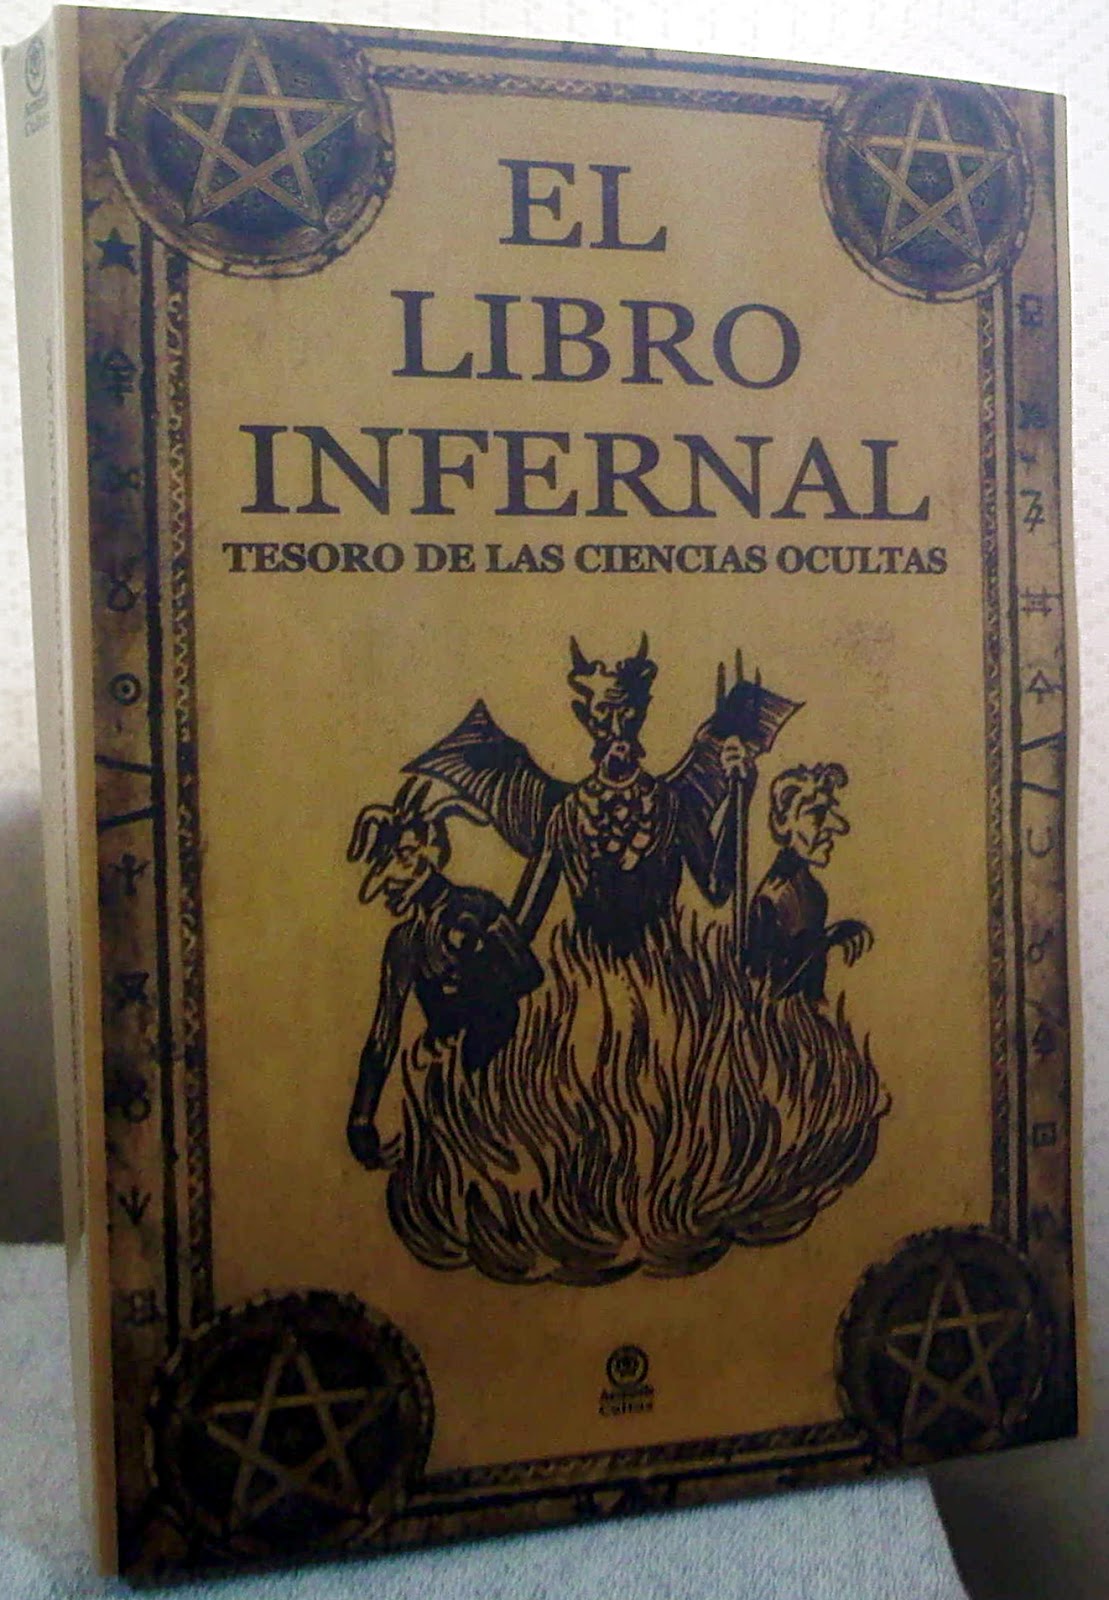 EL
LIBRO
INFERNAL
TESORO DE LAS CIENCIAS OCULTAS